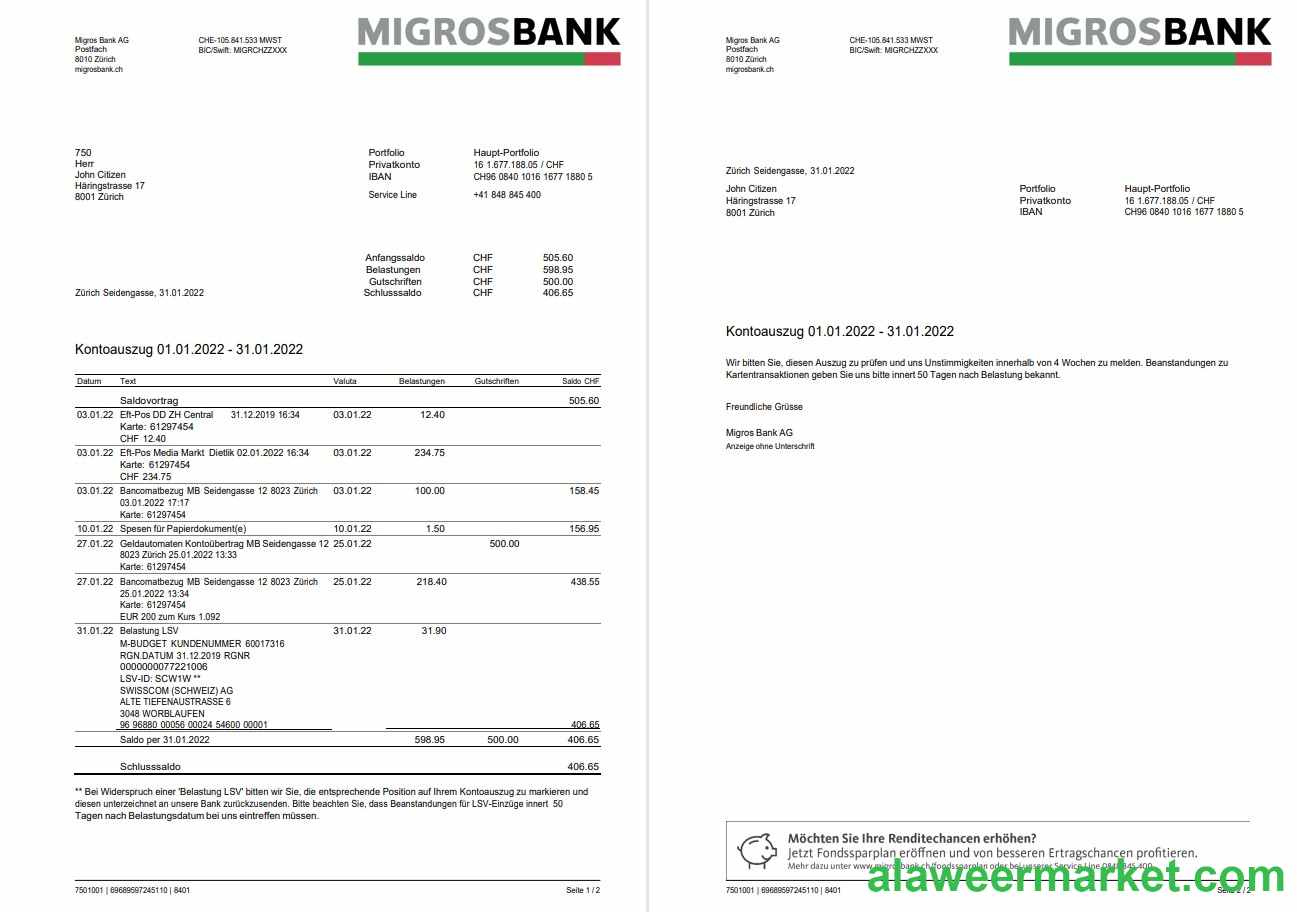 Migros Bank AG CHE-105.841.533 MWST
Postfach BIC/Swift: MIGRCHZZXXX
8010 Zürich
migrosbank.ch
MIGROSBANK
750
Herr
John Citizen
Häringstrasse 17
8001 Zürich
Portfolio Haupt-Portfolio
Privatkonto 16 1.677.188.05 / CHF
IBAN CH96 0840 1016 1677 1880 5
Service Line +41 848 845 400
Anfangssaldo CHF 505.60
Belastungen CHF 598.95
Gutschriften CHF 500.00
Zürich Seidengasse, 31.01.2022 Schlusssaldo CHF 406.65
Kontoauszug 01.01.2022 - 31.01.2022
Datum Text Valuta Belastungen Gutschriften Saldo CHF
Saldovortrag 505.60
03.01.22 Eft-Pos DD ZH Central 31.12.2019 16:34 03.01.22 12.40
Karte: 61297454
CHF 12.40
03.01.22 Eft-Pos Media Markt Dietlik 02.01.2022 16:34 03.01.22 234.75
Karte: 61297454
CHF 234.75
03.01.22 Bancomatbezug MB Seidengasse 12 8023 Zürich 03.01.22 100.00 158.45
03.01.2022 17:17
Karte: 61297454
10.01.22 Spesen für Papierdokument(e) 10.01.22 1.50 156.95
27.01.22 Geldautomaten Kontoübertrag MB Seidengasse 12 25.01.22 500.00
8023 Zürich 25.01.2022 13:33
Karte: 61297454
27.01.22 Bancomatbezug MB Seidengasse 12 8023 Zürich 25.01.22 218.40 438.55
25.01.2022 13:34
Karte: 61297454
EUR 200 zum Kurs 1.092
31.01.22 Belastung LSV 31.01.22 31.90
M-BUDGET KUNDENUMMER 60017316
RGN.DATUM 31.12.2019 RGNR
0000000077221006
LSV-ID: SCW1W **
SWISSCOM (SCHWEIZ) AG
ALTE TIEFENAUSTRASSE 6
3048 WORBLAUFEN
96 96880 00056 00024 54600 00001 406.65
Saldo per 31.01.2022 598.95 500.00 406.65
Schlusssaldo 406.65
** Bei Widerspruch einer 'Belastung LSV' bitten wir Sie, die entsprechende Position auf Ihrem Kontoauszug zu markieren und
diesen unterzeichnet an unsere Bank zurückzusenden. Bitte beachten Sie, dass Beanstandungen für LSV-Einzüge innert 50
Tagen nach Belastungsdatum bei uns eintreffen müssen.
7501001 | 69689597245110 | 8401 Seite 1 / 2
Migros Bank AG CHE-105.841.533 MWST
Postfach BIC/Swift: MIGRCHZZXXX
8010 Zürich
migrosbank.ch
MIGROSBANK
Zürich Seidengasse, 31.01.2022
John Citizen Portfolio Haupt-Portfolio
Häringstrasse 17 Privatkonto 16 1.677.188.05 / CHF
8001 Zürich IBAN CH96 0840 1016 1677 1880 5
Kontoauszug 01.01.2022 - 31.01.2022
Wir bitten Sie, diesen Auszug zu prüfen und uns Unstimmigkeiten innerhalb von 4 Wochen zu melden. Beanstandungen zu
Kartentransaktionen geben Sie uns bitte innert 50 Tagen nach Belastung bekannt.
Freundliche Grüsse
Migros Bank AG
Anzeige ohne Unterschrift
Möchten Sie Ihre Renditechancen erhöhen?
Jetzt Fondssparplan eröffnen und von besseren Ertragschancen profitieren.
Mehr dazu unter www.migrosbank.ch/fondssparplan oder bei unserer Service Line 0848 845 400
alaweermarket.com
7501001 | 69689597245110 | 8401 Seite 2 / 2